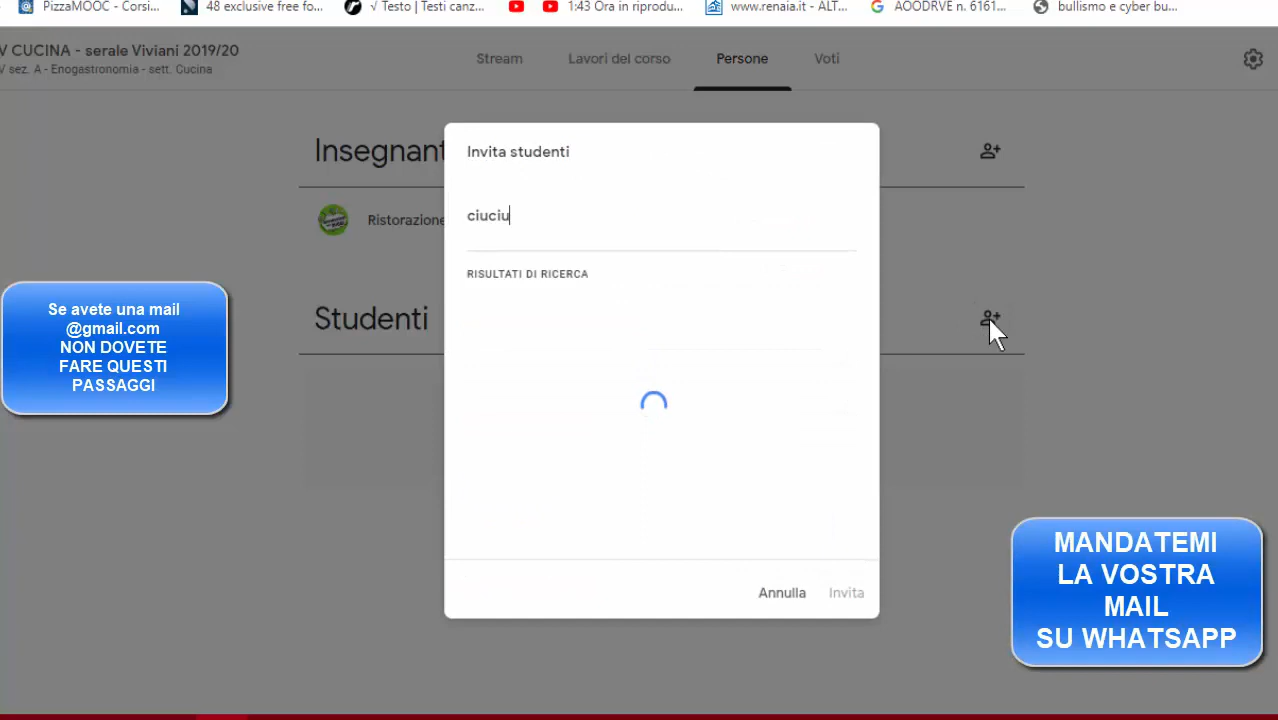 PizzaMOOC - Corsi...
48 exclusive free fo...
√ Testo | Testi canz...
1:43 Ora in riprodu...
www.renaia.it - ALT...
AOODRVE n. 6161...
bullismo e cyber bu...
V CUCINA - serale Viviani 2019/20
V sez. A - Enogastronomia - sett. Cucina
Stream
Lavori del corso
Persone
Voti
Insegnant
Ristorazione
Studenti
Invita studenti
ciuciu
RISULTATI DI RICERCA
Annulla
Invita
Se avete una mail
@gmail.com
NON DOVETE
FARE QUESTI
PASSAGGI
MANDATEMI
LA VOSTRA
MAIL
SU WHATSAPP